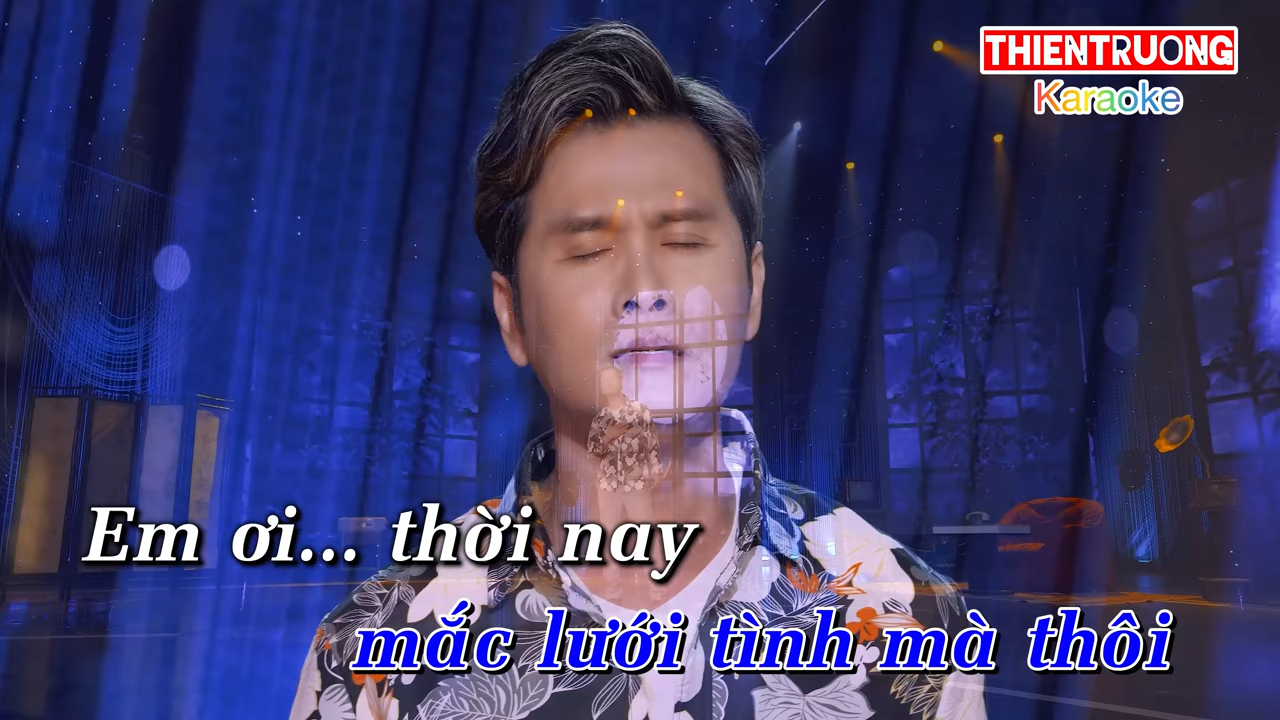 THIENTRUONG
Karaoke
Em ơi... thời nay
mắc lưới tình mà thôi